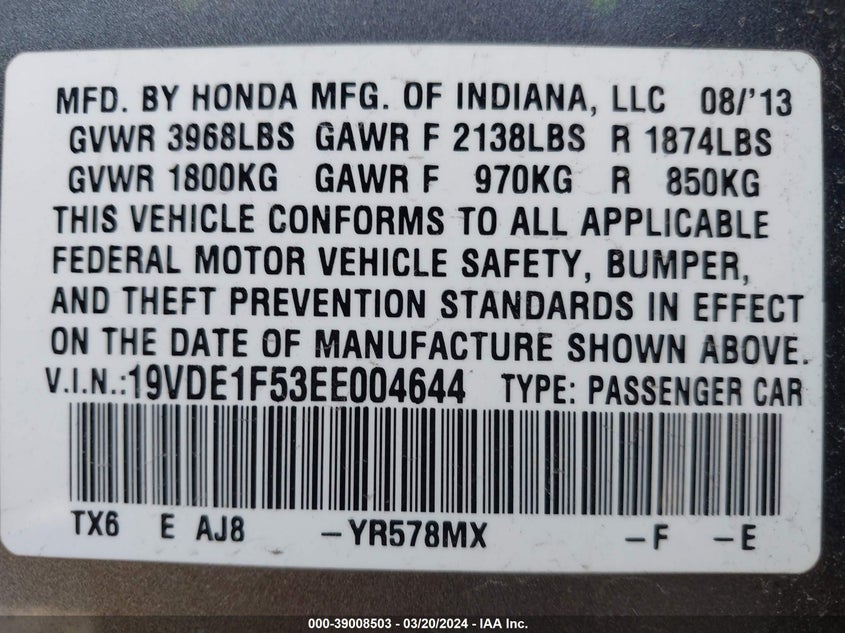 MFD. BY HONDA MFG. OF INDIANA, LLC 08/'13
GVWR 3968LBS GAWR F 2138LBS R 1874LBS
GVWR 1800KG GAWR F 970KG R 850KG
THIS VEHICLE CONFORMS TO ALL APPLICABLE
FEDERAL MOTOR VEHICLE SAFETY, BUMPER,
AND THEFT PREVENTION STANDARDS IN EFFECT
ON THE DATE OF MANUFACTURE SHOWN ABOVE.
V.I.N.:19VDE1F53EE004644 TYPE: PASSENGER CAR
TX6 E AJ8 -YR578MX -F -E
000-39008503 - 03/20/2024 - IAA Inc.